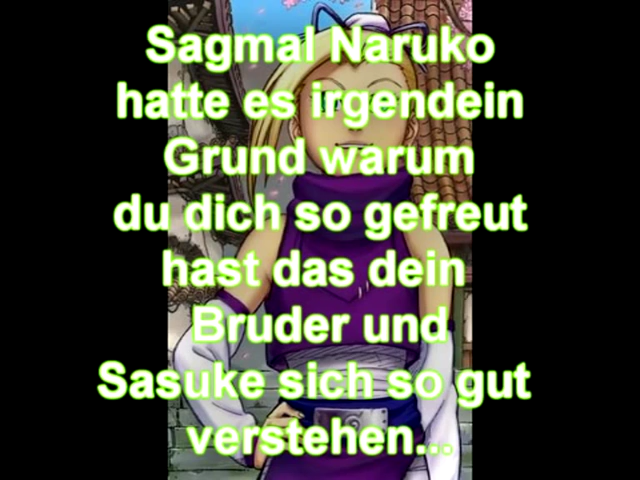 Sagmal Naruko
hatte es irgendein
Grund warum
du dich so gefreut
hast das dein
Bruder und
Sasuke sich so gut
verstehen...